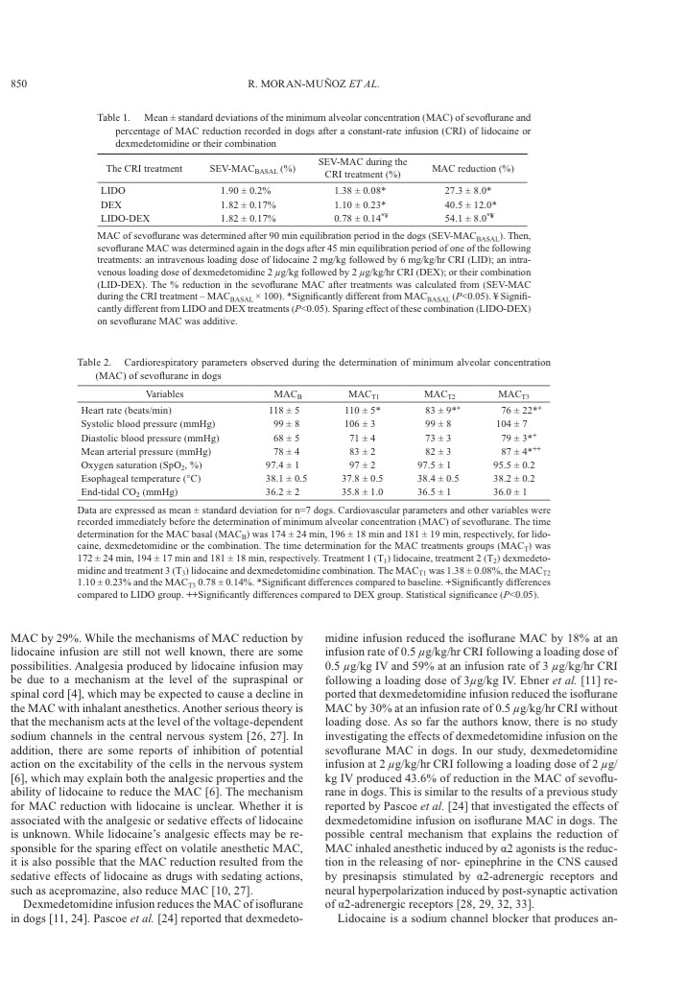 850
R. MORAN-MUÑOZ ET AL.
Table 1. Mean ± standard deviations of the minimum alveolar concentration (MAC) of sevoflurane and
percentage of MAC reduction recorded in dogs after a constant-rate infusion (CRI) of lidocaine or
dexmedetomidine or their combination
The CRI treatment SEV-MACBASAL (%) SEV-MAC during the CRI treatment (%) MAC reduction (%)
LIDO 1.90 ± 0.2% 1.38 ± 0.08* 27.3 ± 8.0*
DEX 1.82 ± 0.17% 1.10 ± 0.23* 40.5 ± 12.0*
LIDO-DEX 1.82 ± 0.17% 0.78 ± 0.14*¥ 54.1 ± 8.0*¥
MAC of sevoflurane was determined after 90 min equilibration period in the dogs (SEV-MACBASAL). Then,
sevoflurane MAC was determined again in the dogs after 45 min equilibration period of one of the following
treatments: an intravenous loading dose of lidocaine 2 mg/kg followed by 6 mg/kg/hr CRI (LID); an intra-
venous loading dose of dexmedetomidine 2 µg/kg followed by 2 µg/kg/hr CRI (DEX); or their combination
(LID-DEX). The % reduction in the sevoflurane MAC after treatments was calculated from (SEV-MAC
during the CRI treatment – MACBASAL × 100). *Significantly different from MACBASAL (P<0.05). ¥ Signifi-
cantly different from LIDO and DEX treatments (P<0.05). Sparing effect of these combination (LIDO-DEX)
on sevoflurane MAC was additive.
Table 2. Cardiorespiratory parameters observed during the determination of minimum alveolar concentration
(MAC) of sevoflurane in dogs
Variables MACB MACT1 MACT2 MACT3
Heart rate (beats/min) 118 ± 5 110 ± 5* 83 ± 9*+ 76 ± 22*+
Systolic blood pressure (mmHg) 99 ± 8 106 ± 3 99 ± 8 104 ± 7
Diastolic blood pressure (mmHg) 68 ± 5 71 ± 4 73 ± 3 79 ± 3*+
Mean arterial pressure (mmHg) 78 ± 4 83 ± 2 82 ± 3 87 ± 4*++
Oxygen saturation (SpO2, %) 97.4 ± 1 97 ± 2 97.5 ± 1 95.5 ± 0.2
Esophageal temperature (°C) 38.1 ± 0.5 37.8 ± 0.5 38.4 ± 0.5 38.2 ± 0.2
End-tidal CO2 (mmHg) 36.2 ± 2 35.8 ± 1.0 36.5 ± 1 36.0 ± 1
Data are expressed as mean ± standard deviation for n=7 dogs. Cardiovascular parameters and other variables were
recorded immediately before the determination of minimum alveolar concentration (MAC) of sevoflurane. The time
determination for the MAC basal (MACB) was 174 ± 24 min, 196 ± 18 min and 181 ± 19 min, respectively, for lido-
caine, dexmedetomidine or the combination. The time determination for the MAC treatments groups (MACT) was
172 ± 24 min, 194 ± 17 min and 181 ± 18 min, respectively. Treatment 1 (T1) lidocaine, treatment 2 (T2) dexmedeto-
midine and treatment 3 (T3) lidocaine and dexmedetomidine combination. The MACT1 was 1.38 ± 0.08%, the MACT2
1.10 ± 0.23% and the MACT3 0.78 ± 0.14%. *Significant differences compared to baseline. +Significantly differences
compared to LIDO group. ++Significantly differences compared to DEX group. Statistical significance (P<0.05).
MAC by 29%. While the mechanisms of MAC reduction by
lidocaine infusion are still not well known, there are some
possibilities. Analgesia produced by lidocaine infusion may
be due to a mechanism at the level of the supraspinal or
spinal cord [4], which may be expected to cause a decline in
the MAC with inhalant anesthetics. Another serious theory is
that the mechanism acts at the level of the voltage-dependent
sodium channels in the central nervous system [26, 27]. In
addition, there are some reports of inhibition of potential
action on the excitability of the cells in the nervous system
[6], which may explain both the analgesic properties and the
ability of lidocaine to reduce the MAC [6]. The mechanism
for MAC reduction with lidocaine is unclear. Whether it is
associated with the analgesic or sedative effects of lidocaine
is unknown. While lidocaine's analgesic effects may be re-
sponsible for the sparing effect on volatile anesthetic MAC,
it is also possible that the MAC reduction resulted from the
sedative effects of lidocaine as drugs with sedating actions,
such as acepromazine, also reduce MAC [10, 27].
Dexmedetomidine infusion reduces the MAC of isoflurane
in dogs [11, 24]. Pascoe et al. [24] reported that dexmedeto-
midine infusion reduced the isoflurane MAC by 18% at an
infusion rate of 0.5 µg/kg/hr CRI following a loading dose of
0.5 µg/kg IV and 59% at an infusion rate of 3 µg/kg/hr CRI
following a loading dose of 3µg/kg IV. Ebner et al. [11] re-
ported that dexmedetomidine infusion reduced the isoflurane
MAC by 30% at an infusion rate of 0.5 µg/kg/hr CRI without
loading dose. As so far the authors know, there is no study
investigating the effects of dexmedetomidine infusion on the
sevoflurane MAC in dogs. In our study, dexmedetomidine
infusion at 2 µg/kg/hr CRI following a loading dose of 2 µg/
kg IV produced 43.6% of reduction in the MAC of sevoflu-
rane in dogs. This is similar to the results of a previous study
reported by Pascoe et al. [24] that investigated the effects of
dexmedetomidine infusion on isoflurane MAC in dogs. The
possible central mechanism that explains the reduction of
MAC inhaled anesthetic induced by α2 agonists is the reduc-
tion in the releasing of nor- epinephrine in the CNS caused
by presinapsis stimulated by α2-adrenergic receptors and
neural hyperpolarization induced by post-synaptic activation
of α2-adrenergic receptors [28, 29, 32, 33].
Lidocaine is a sodium channel blocker that produces an-